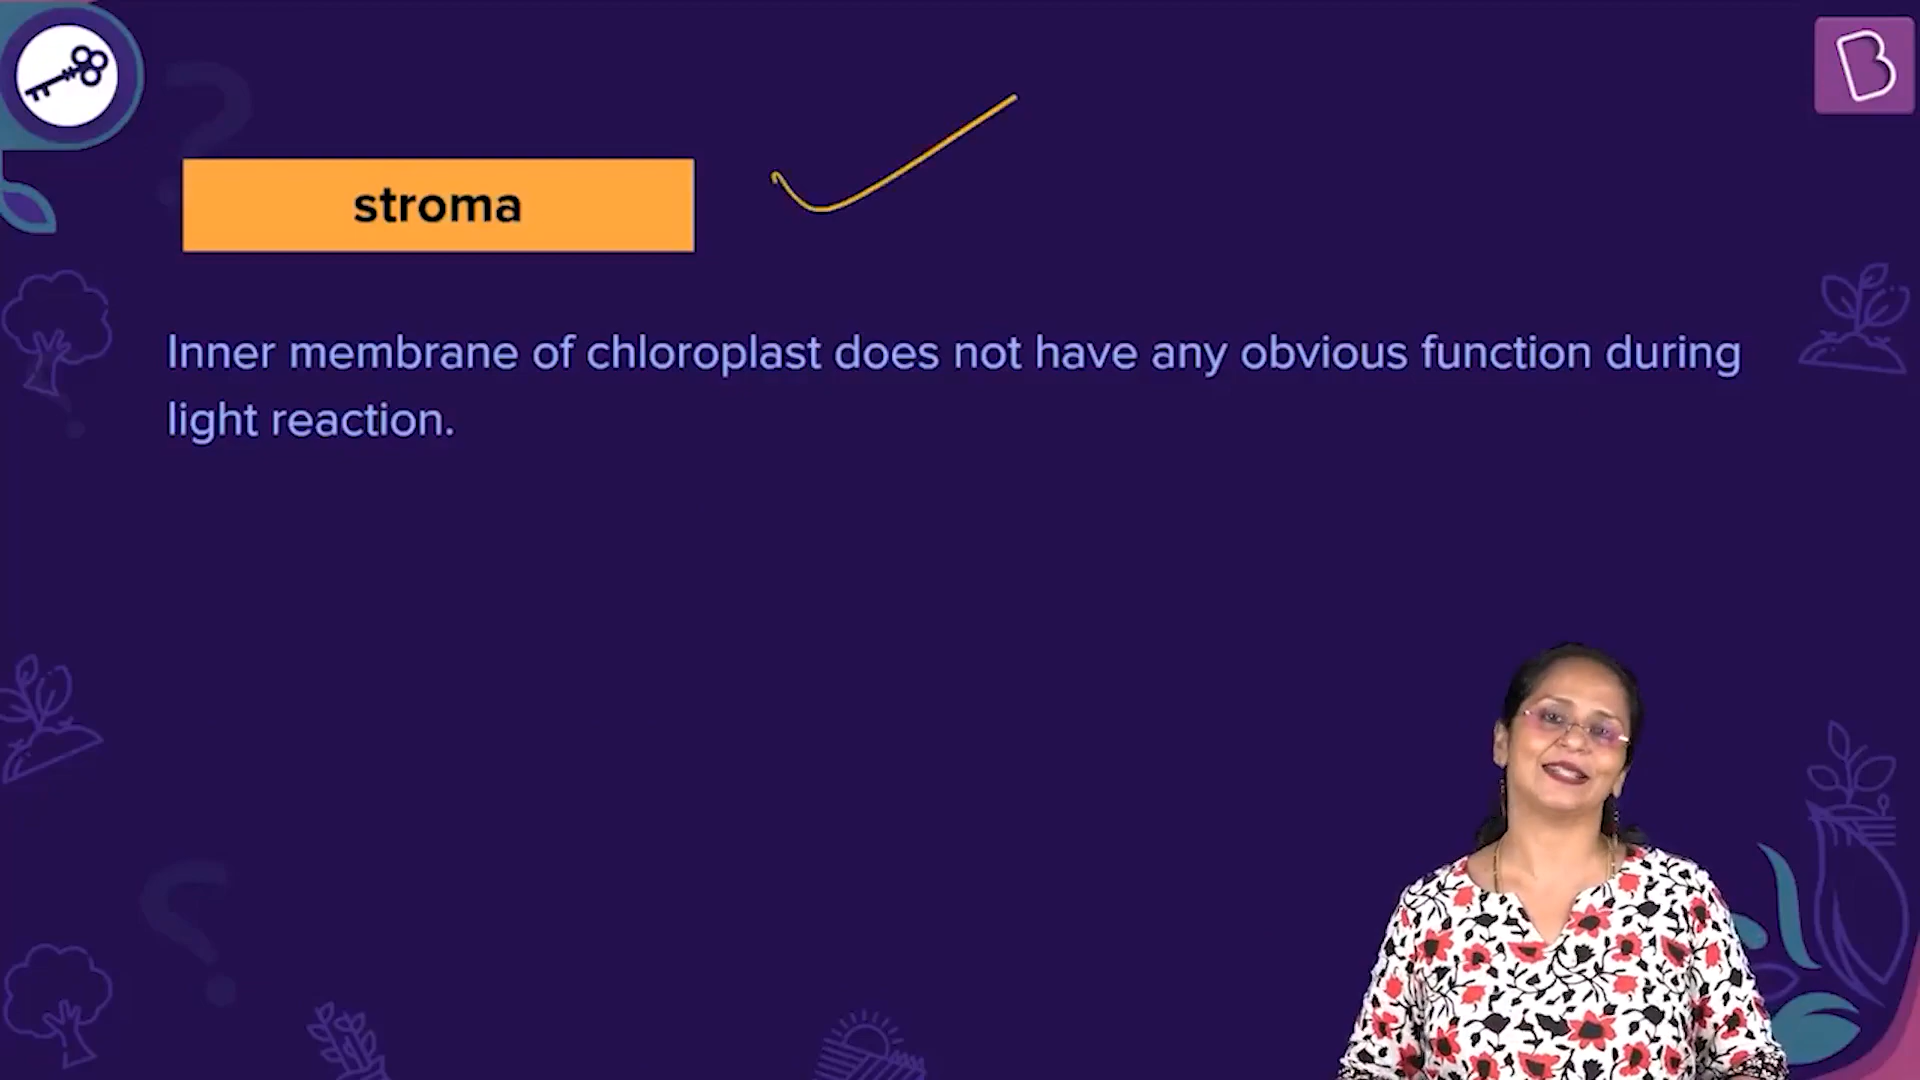 B
stroma
Inner membrane of chloroplast does not have any obvious function during
light reaction.